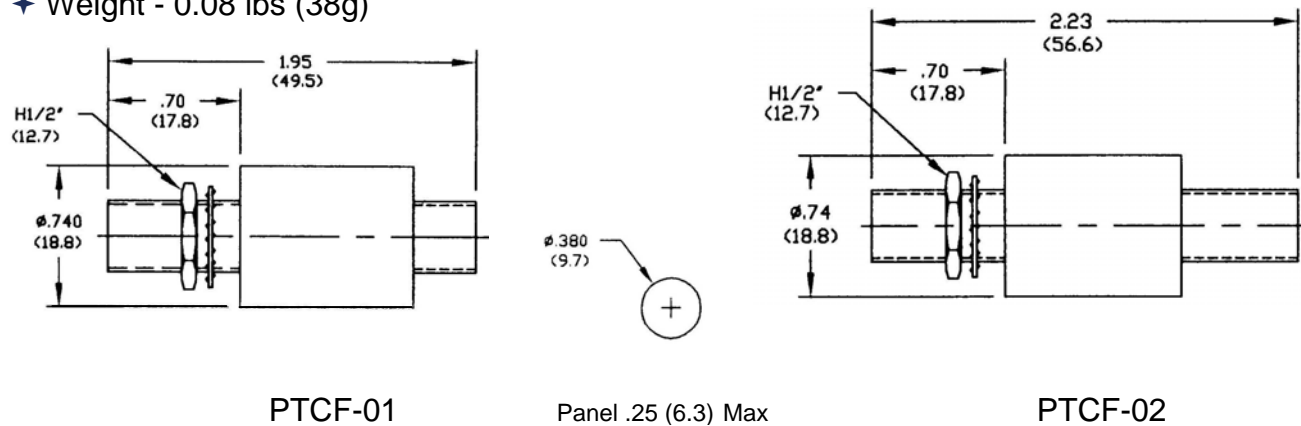 ✦ Weight - 0.08 lbs (38g)
1.95
(49.5)
.70
(17.8)
H1/2"
(12.7)
ø.740
(18.8)
ø.380
(9.7)
2.23
(56.6)
.70
(17.8)
H1/2"
(12.7)
ø.74
(18.8)
PTCF-01
Panel .25 (6.3) Max
PTCF-02